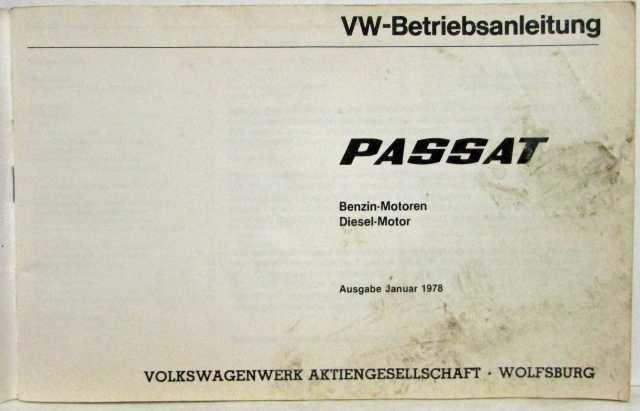 VW-Betriebsanleitung
PASSAT
Benzin-Motoren
Diesel-Motor
Ausgabe Januar 1978
VOLKSWAGENWERK AKTIENGESELLSCHAFT · WOLFSBURG